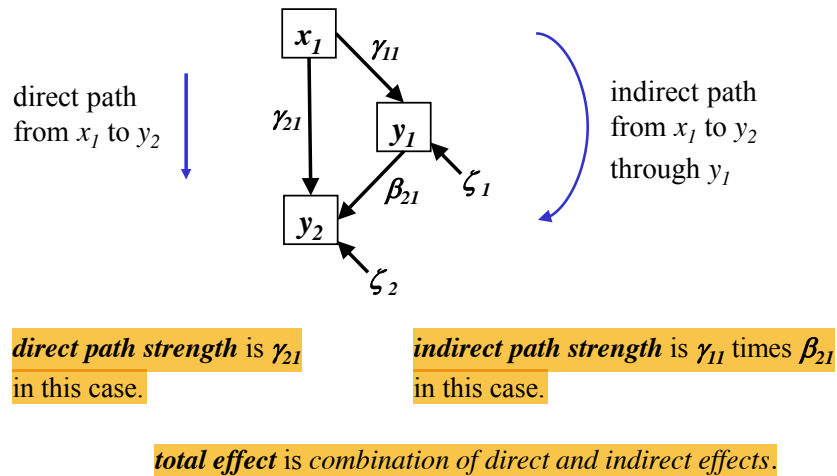 x₁
γ₁₁
direct path
from x₁ to y₂
γ₂₁
y₁
indirect path
from x₁ to y₂
through y₁
β₂₁
ζ₁
y₂
ζ₂
direct path strength is γ₂₁
in this case.
indirect path strength is γ₁₁ times β₂₁
in this case.
total effect is combination of direct and indirect effects.